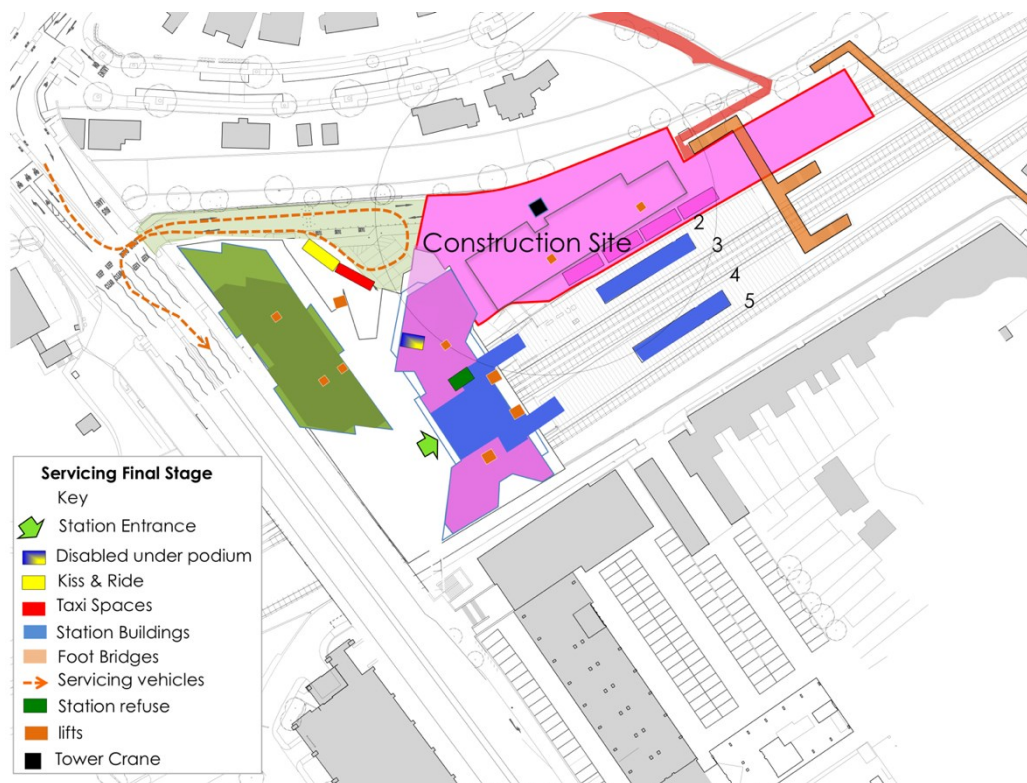 Construction Site
2
3
4
5
Servicing Final Stage
Key
Station Entrance
Disabled under podium
Kiss & Ride
Taxi Spaces
Station Buildings
Foot Bridges
Servicing vehicles
Station refuse
lifts
Tower Crane